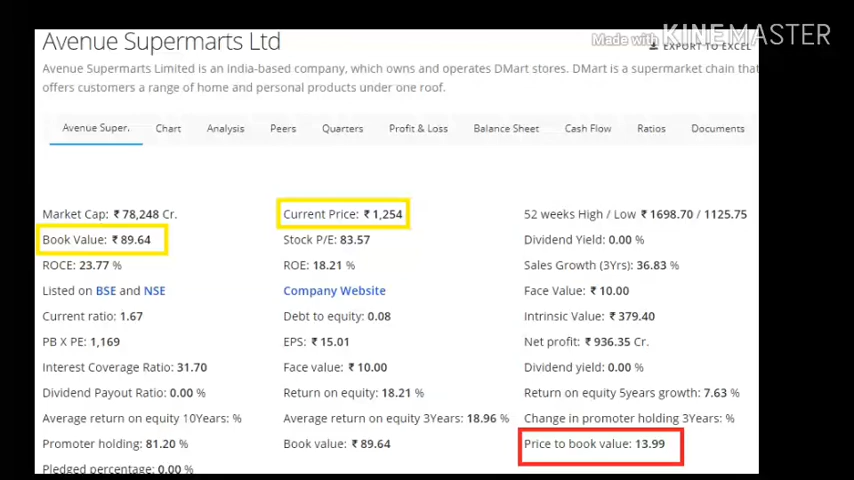 Avenue Supermarts Ltd
Made with KINEMASTER
EXPORT TO EXCEL
Avenue Supermarts Limited is an India-based company, which owns and operates DMart stores. DMart is a supermarket chain that
offers customers a range of home and personal products under one roof.
Avenue Super. Chart Analysis Peers Quarters Profit & Loss Balance Sheet Cash Flow Ratios Documents
Market Cap: ₹ 78,248 Cr. Current Price: ₹ 1,254 52 weeks High / Low ₹ 1698.70 / 1125.75
Book Value: ₹ 89.64 Stock P/E: 83.57 Dividend Yield: 0.00 %
ROCE: 23.77 % ROE: 18.21 % Sales Growth (3Yrs): 36.83 %
Listed on BSE and NSE Company Website Face Value: ₹ 10.00
Current ratio: 1.67 Debt to equity: 0.08 Intrinsic Value: ₹ 379.40
PB X PE: 1,169 EPS: ₹ 15.01 Net profit: ₹ 936.35 Cr.
Interest Coverage Ratio: 31.70 Face value: ₹ 10.00 Dividend yield: 0.00 %
Dividend Payout Ratio: 0.00 % Return on equity: 18.21 % Return on equity 5years growth: 7.63 %
Average return on equity 10Years: % Average return on equity 3Years: 18.96 % Change in promoter holding 3Years: %
Promoter holding: 81.20 % Book value: ₹ 89.64 Price to book value: 13.99
Pledged percentage: 0.00 %